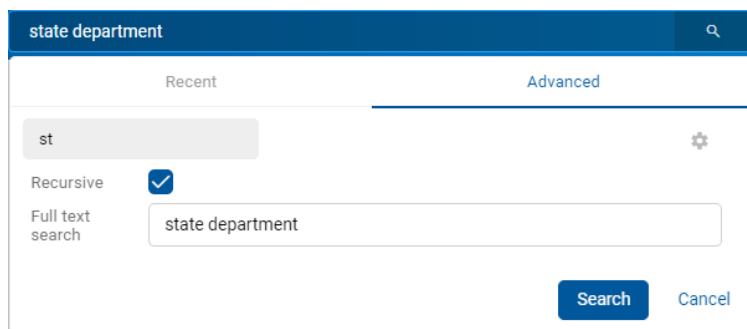 state department
Recent
Advanced
st
Recursive
Full text
search
state department
Search
Cancel